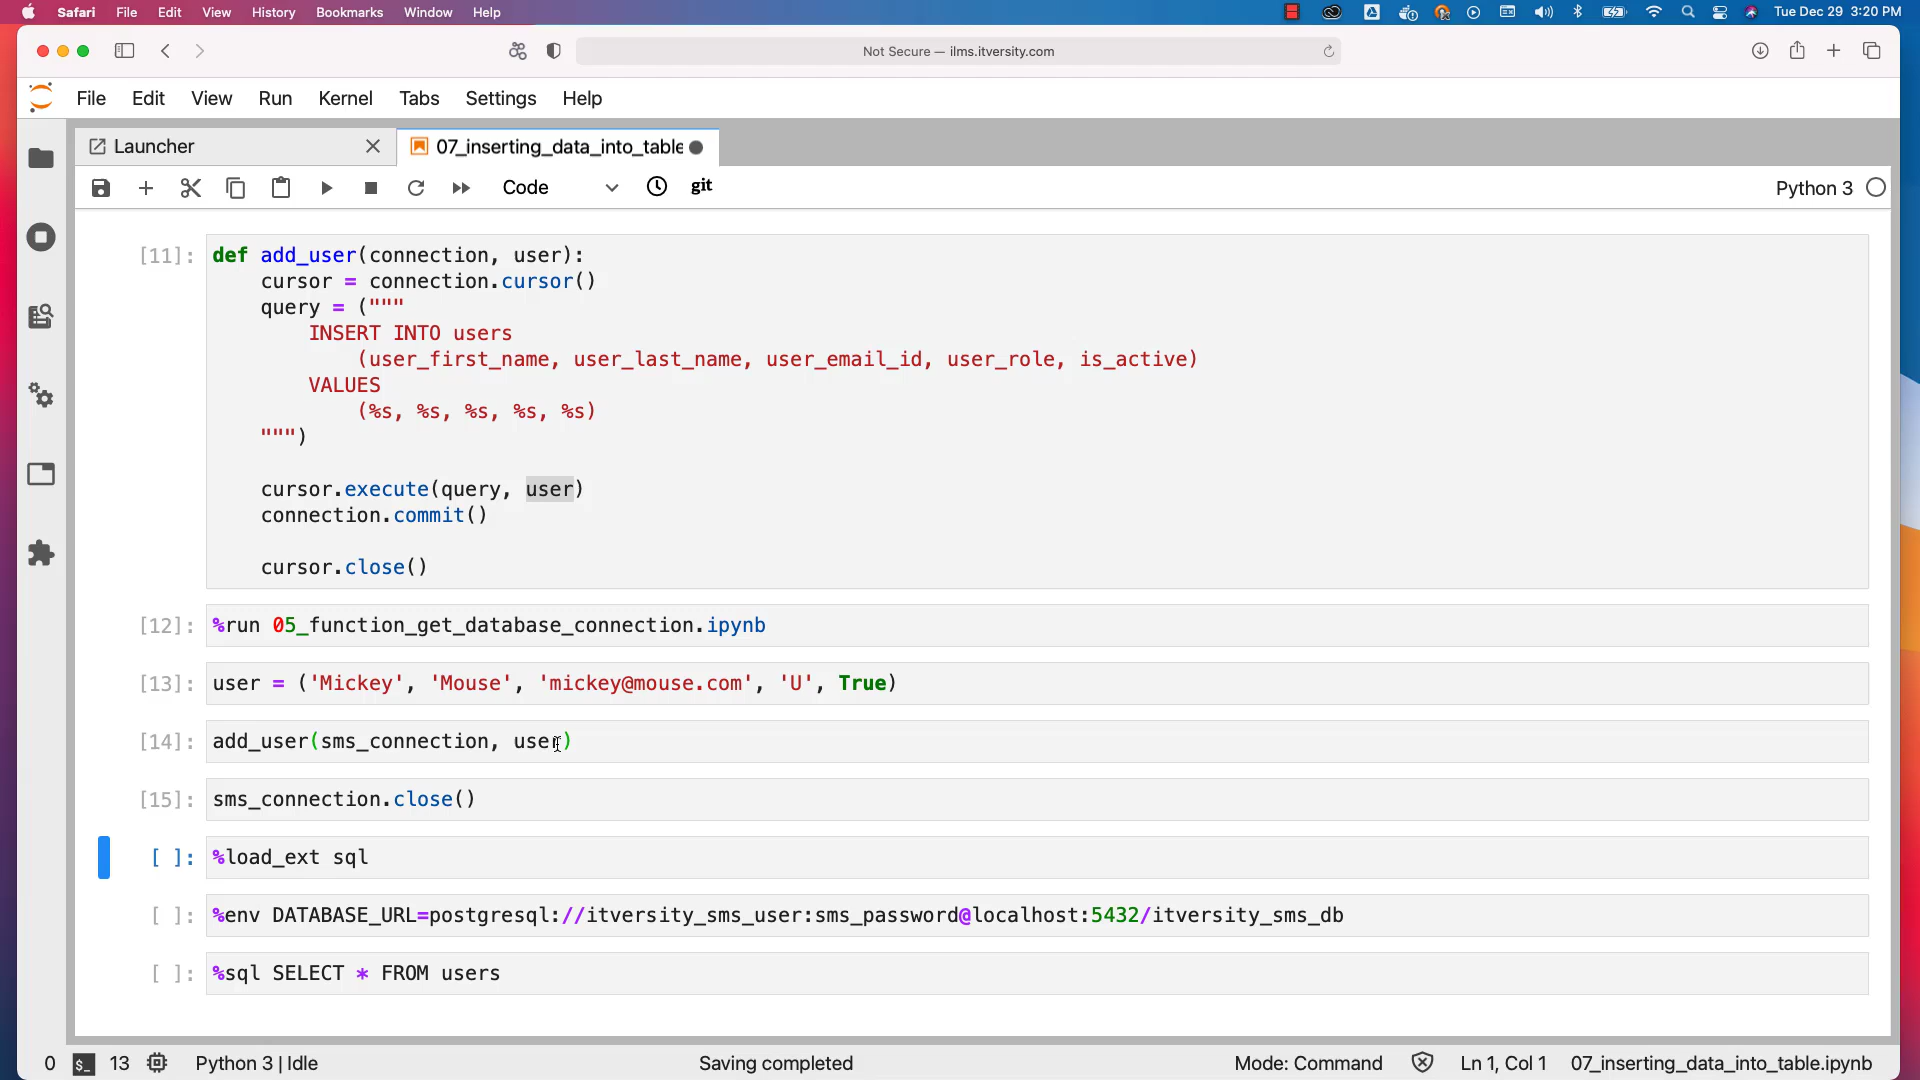 Safari File Edit View History Bookmarks Window Help Tue Dec 29 3:20 PM
Not Secure — ilms.itversity.com
File Edit View Run Kernel Tabs Settings Help
Launcher 07_inserting_data_into_table
Code git Python 3
[11]: def add_user(connection, user):
cursor = connection.cursor()
query = ("""
INSERT INTO users
(user_first_name, user_last_name, user_email_id, user_role, is_active)
VALUES
(%s, %s, %s, %s, %s)
""")
cursor.execute(query, user)
connection.commit()
cursor.close()
[12]: %run 05_function_get_database_connection.ipynb
[13]: user = ('Mickey', 'Mouse', 'mickey@mouse.com', 'U', True)
[14]: add_user(sms_connection, user)
[15]: sms_connection.close()
[ ]: %load_ext sql
[ ]: %env DATABASE_URL=postgresql://itversity_sms_user:sms_password@localhost:5432/itversity_sms_db
[ ]: %sql SELECT * FROM users
0 $_ 13 Python 3 | Idle Saving completed Mode: Command Ln 1, Col 1 07_inserting_data_into_table.ipynb